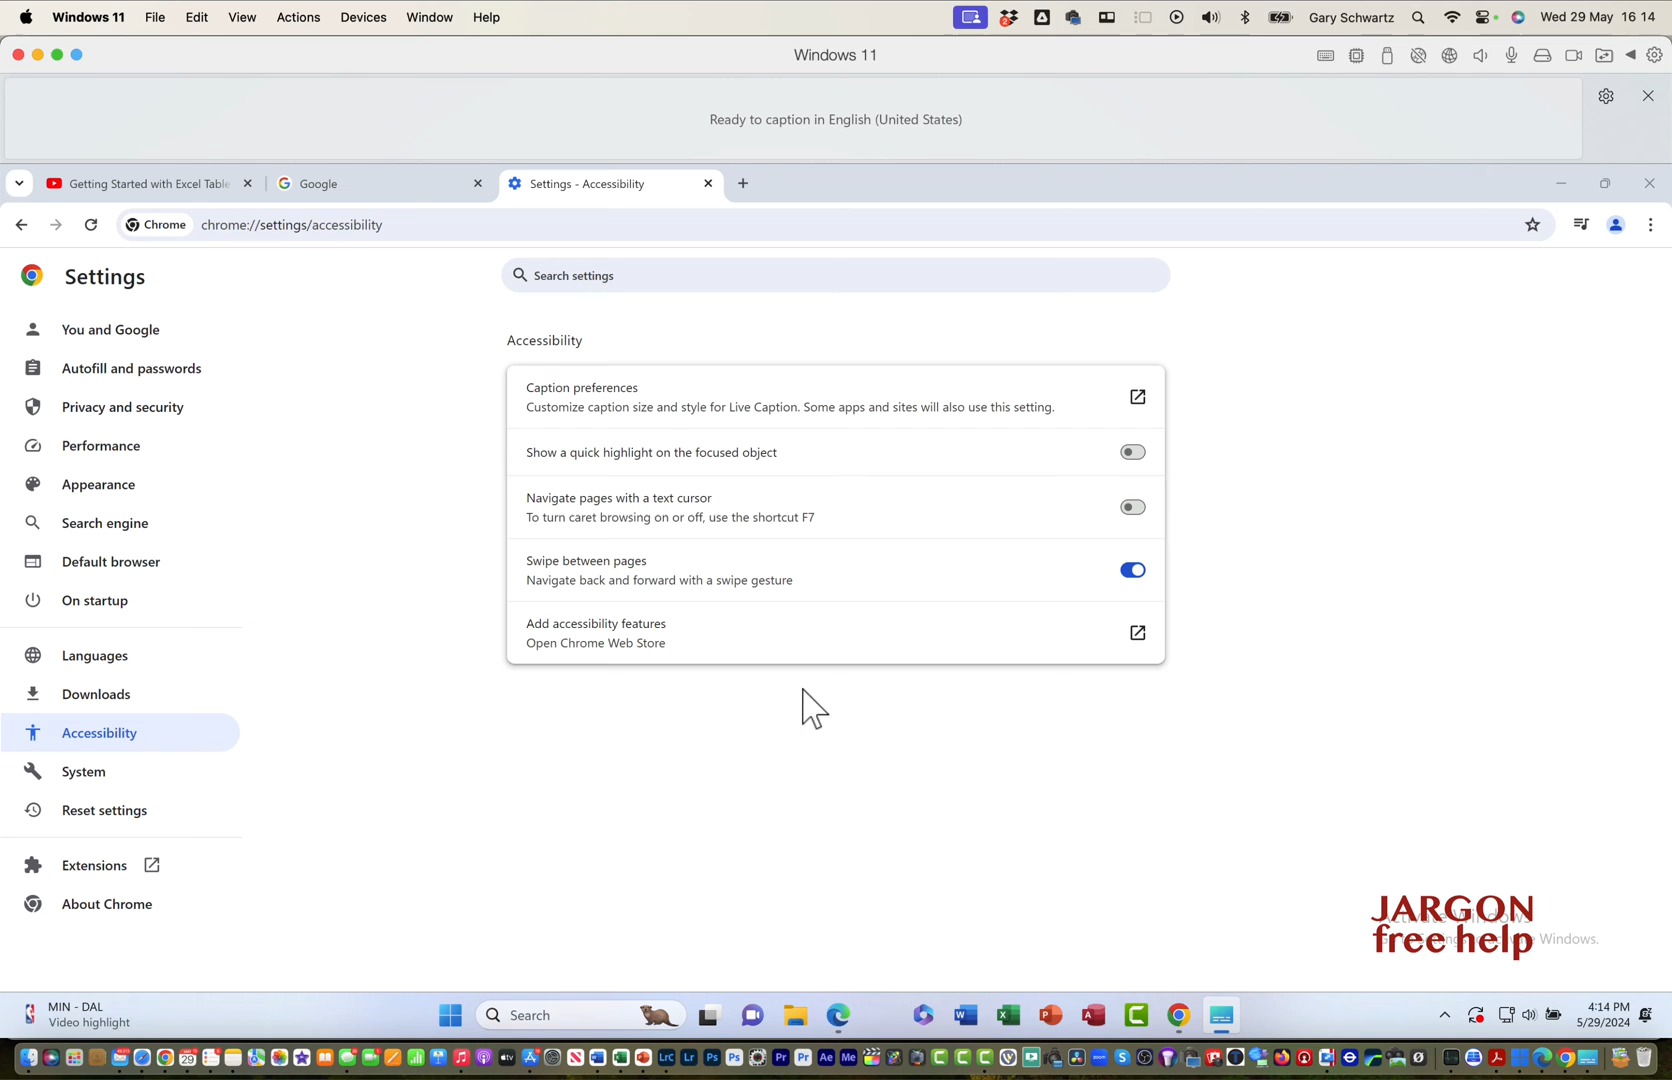 Windows 11 File Edit View Actions Devices Window Help
2
Gary Schwartz Wed 29 May 16 14
Windows 11
Ready to caption in English (United States)
Getting Started with Excel Table
Google
Settings - Accessibility
Chrome chrome://settings/accessibility
Settings
Search settings
You and Google
Autofill and passwords
Privacy and security
Performance
Appearance
Search engine
Default browser
On startup
Languages
Downloads
Accessibility
System
Reset settings
Extensions
About Chrome
Accessibility
Caption preferences
Customize caption size and style for Live Caption. Some apps and sites will also use this setting.
Show a quick highlight on the focused object
Navigate pages with a text cursor
To turn caret browsing on or off, use the shortcut F7
Swipe between pages
Navigate back and forward with a swipe gesture
Add accessibility features
Open Chrome Web Store
JARGON
free help
Windows.
MIN - DAL
Video highlight
Search
4:14 PM
5/29/2024